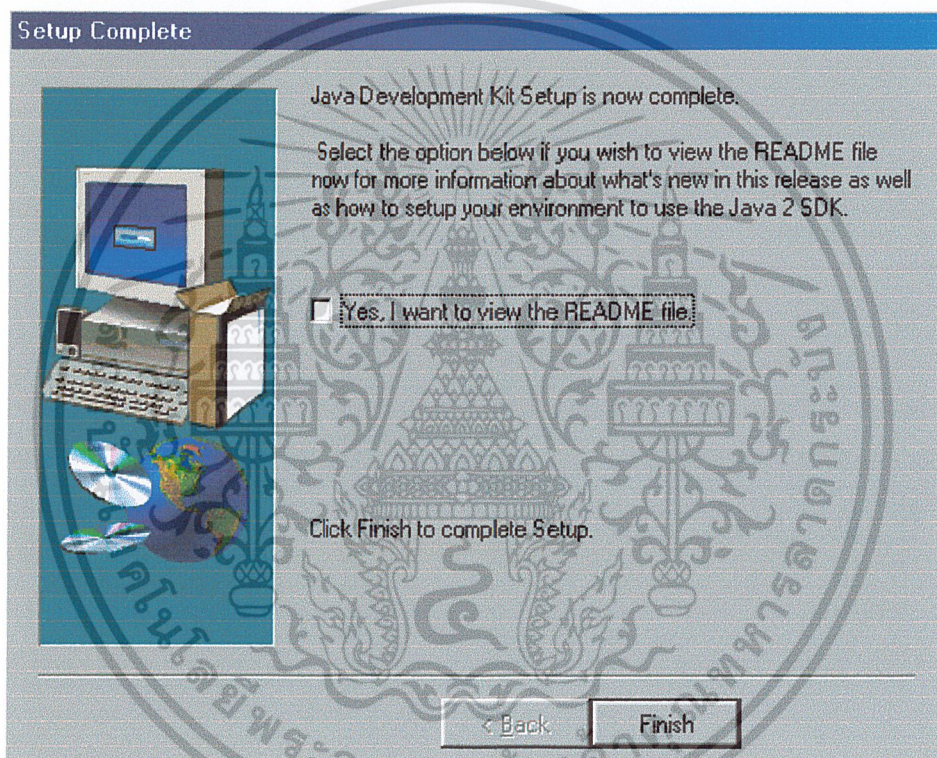 Setup Complete
Java Development Kit Setup is now complete.
Select the option below if you wish to view the README file
now for more information about what's new in this release as well
as how to setup your environment to use the Java 2 SDK.
Yes, I want to view the README file.
Click Finish to complete Setup.
< Back
Finish